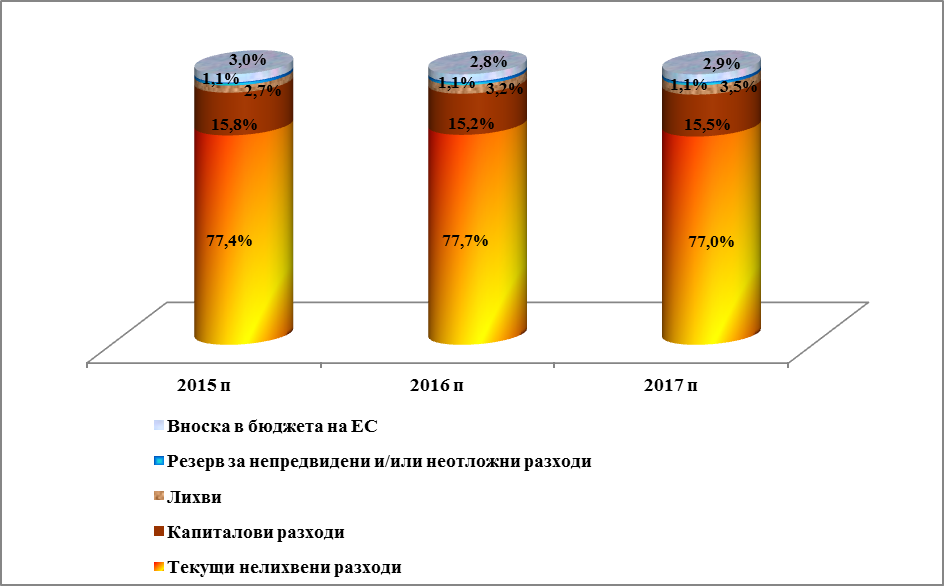 3,0% 2,8% 2,9%
1,1% 1,1% 1,1%
2,7% 3,2% 3,5%
15,8% 15,2% 15,5%
77,4% 77,7% 77,0%
2015 п 2016 п 2017 п
Вноска в бюджета на ЕС
Резерв за непредвидени и/или неотложни разходи
Лихви
Капиталови разходи
Текущи нелихвени разходи